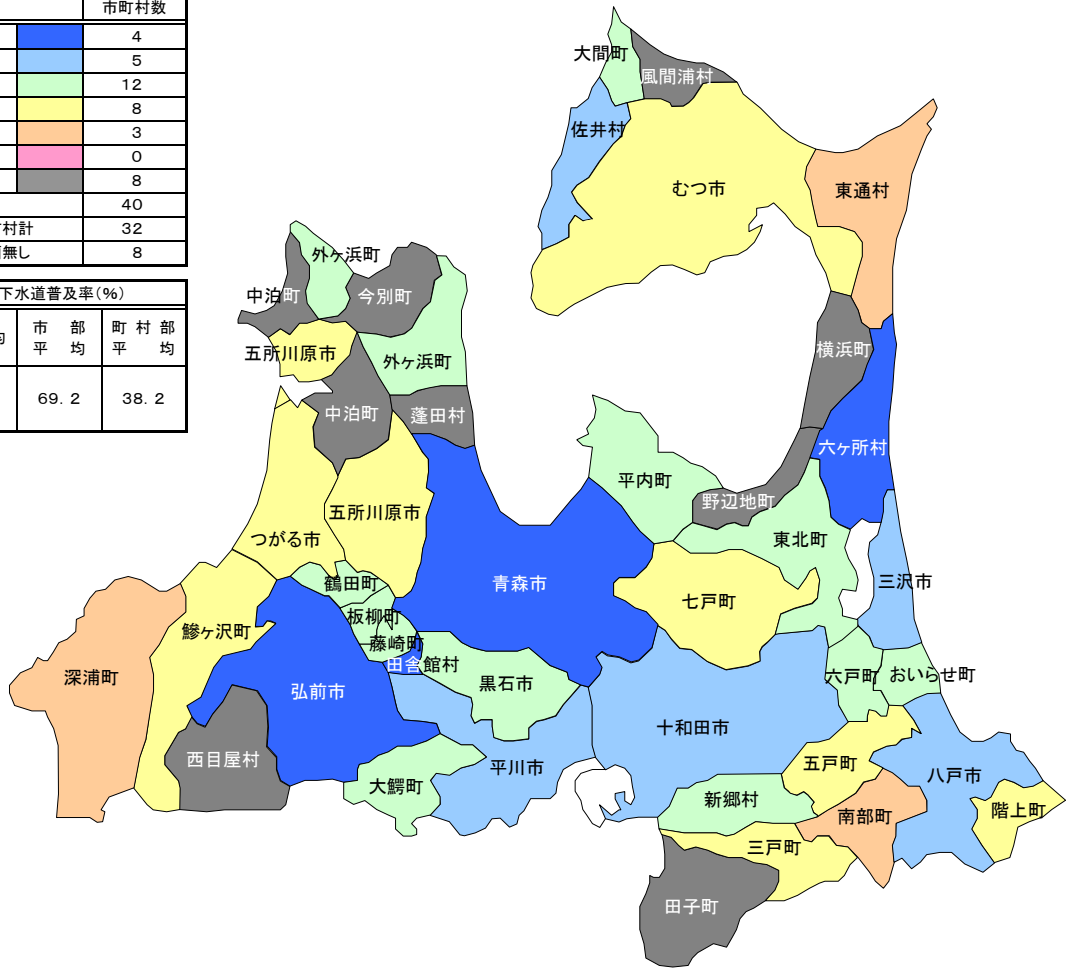 市町村数
4
5
12
8
3
0
8
40
村計 32
無し 8
下水道普及率(%)
均 市部平均 町村部平均
69.2 38.2
大間町
風間浦村
佐井村
むつ市
東通村
外ヶ浜町
中泊町
今別町
五所川原市
外ヶ浜町
横浜町
中泊町
蓬田村
六ヶ所村
平内町
野辺地町
五所川原市
つがる市
東北町
青森市
三沢市
鶴田町
七戸町
板柳町
鰺ヶ沢町
藤崎町
田舎館村
深浦町
黒石市
六戸町
おいらせ町
弘前市
十和田市
西目屋村
平川市
五戸町
八戸市
大鰐町
新郷村
南部町
階上町
三戸町
田子町